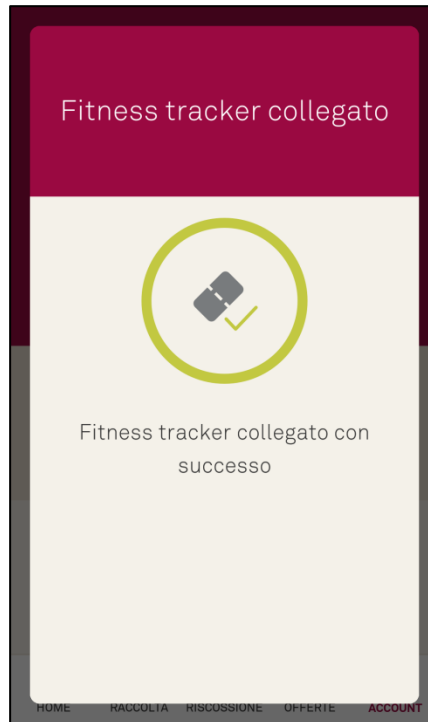 Fitness tracker collegato
Fitness tracker collegato con
successo
HOME RACCOLTA RISCOSSIONE OFFERTE ACCOUNT